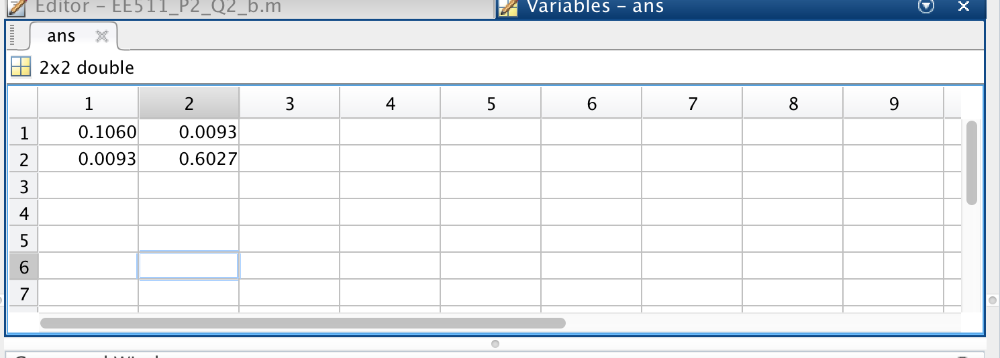 Editor – EE511_P2_Q2_b.m Variables – ans
ans
2x2 double
1 2 3 4 5 6 7 8 9
1 0.1060 0.0093
2 0.0093 0.6027
3
4
5
6
7